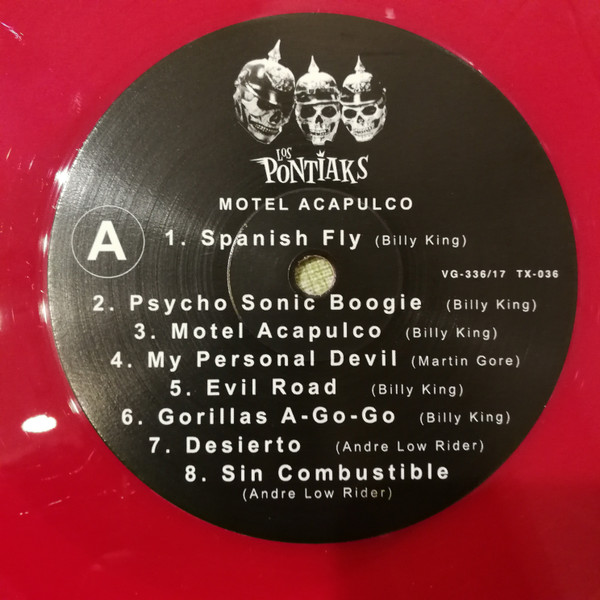 LOS
PONTIAKS
MOTEL ACAPULCO
A
1. Spanish Fly (Billy King)
VG-336/17 TX-036
2. Psycho Sonic Boogie (Billy King)
3. Motel Acapulco (Billy King)
4. My Personal Devil (Martin Gore)
5. Evil Road (Billy King)
6. Gorillas A-Go-Go (Billy King)
7. Desierto (Andre Low Rider)
8. Sin Combustible
(Andre Low Rider)